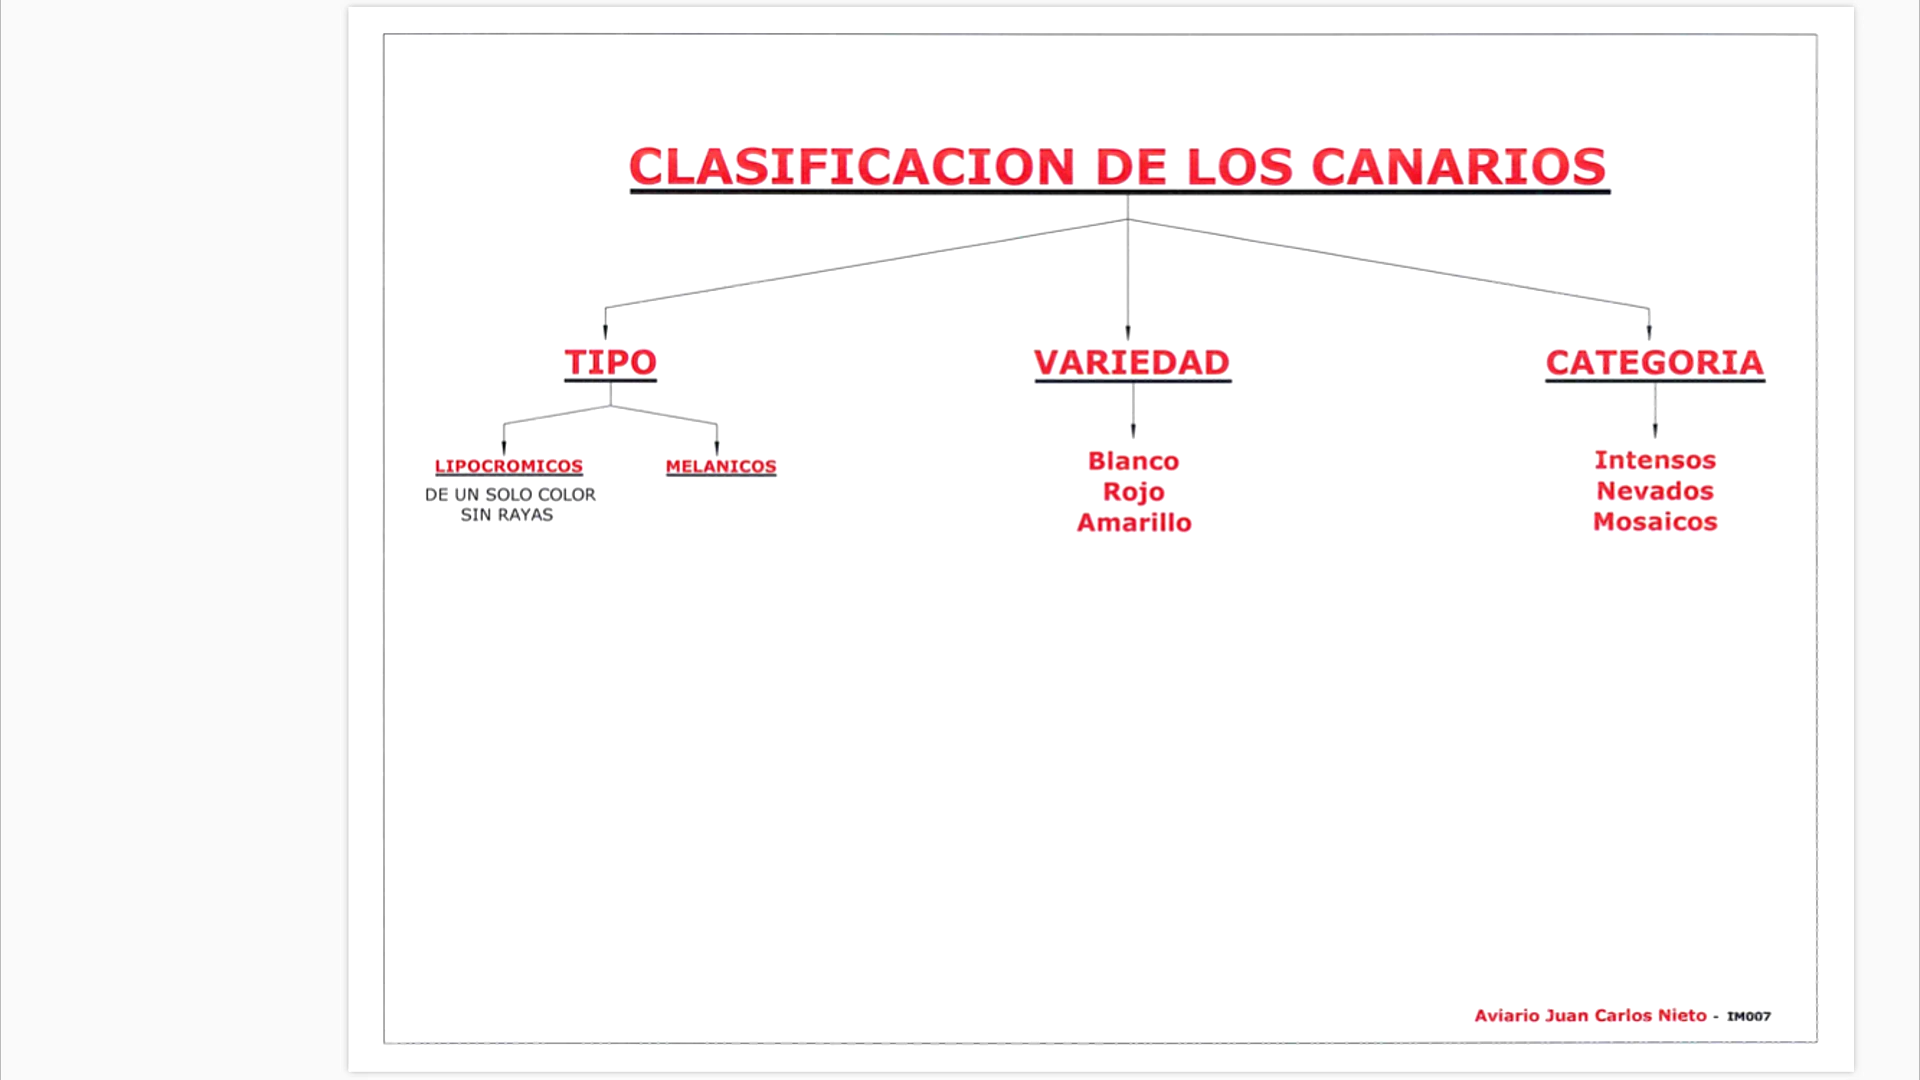 CLASIFICACION DE LOS CANARIOS
TIPO
VARIEDAD
CATEGORIA
LIPOCROMICOS
DE UN SOLO COLOR
SIN RAYAS
MELANICOS
Blanco
Rojo
Amarillo
Intensos
Nevados
Mosaicos
Aviario Juan Carlos Nieto - IM007